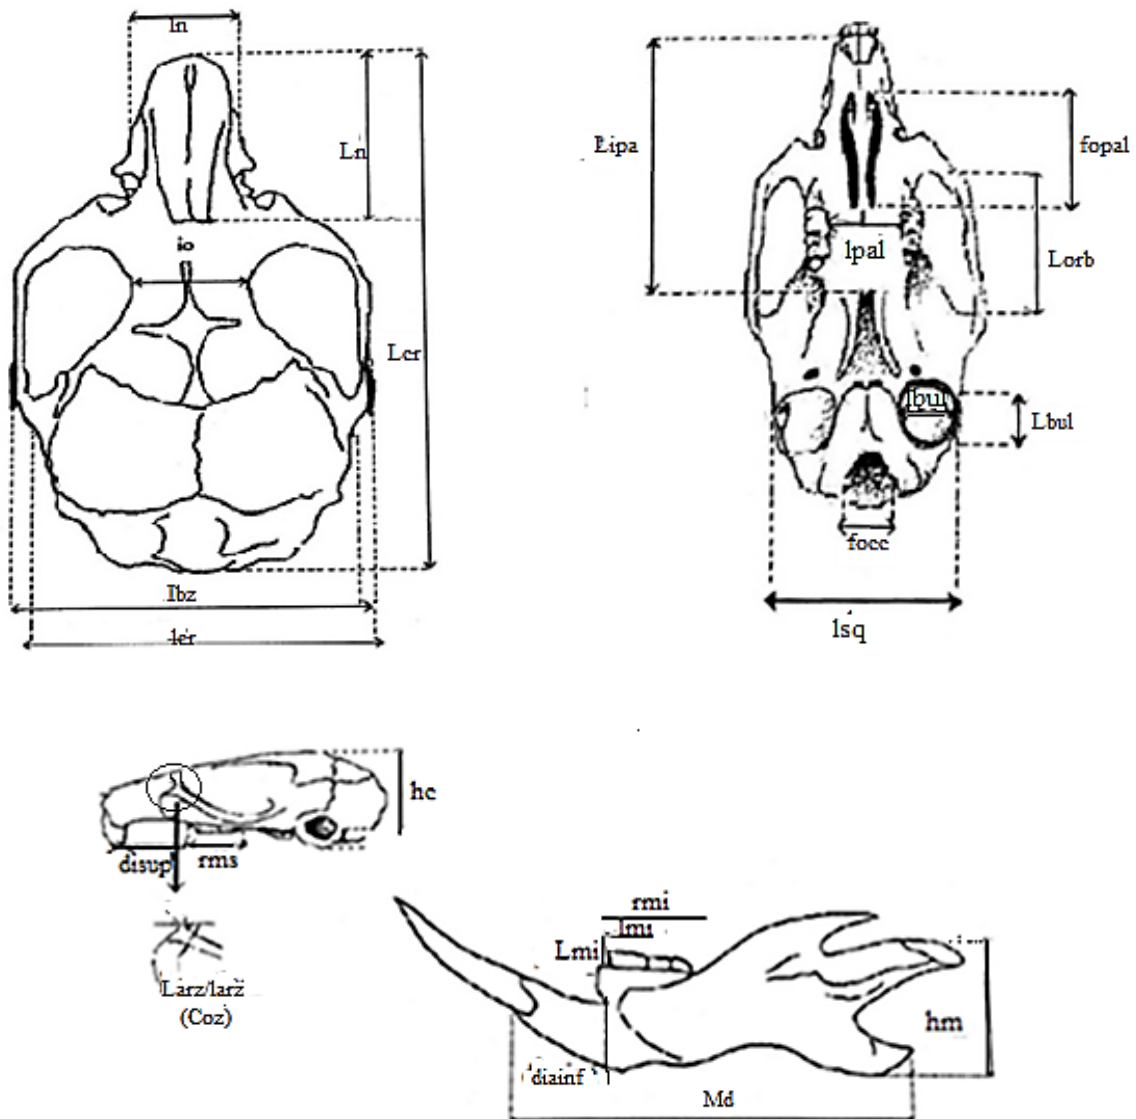 ln
Ln
io
Lcr
lbz
lcr
Lipa
fopal
lpal
Lorb
lbul
Lbul
focc
lsq
hc
disup
rms
Larz/larz
(Coz)
rmi
lmi
Lmi
hm
diainf
Md